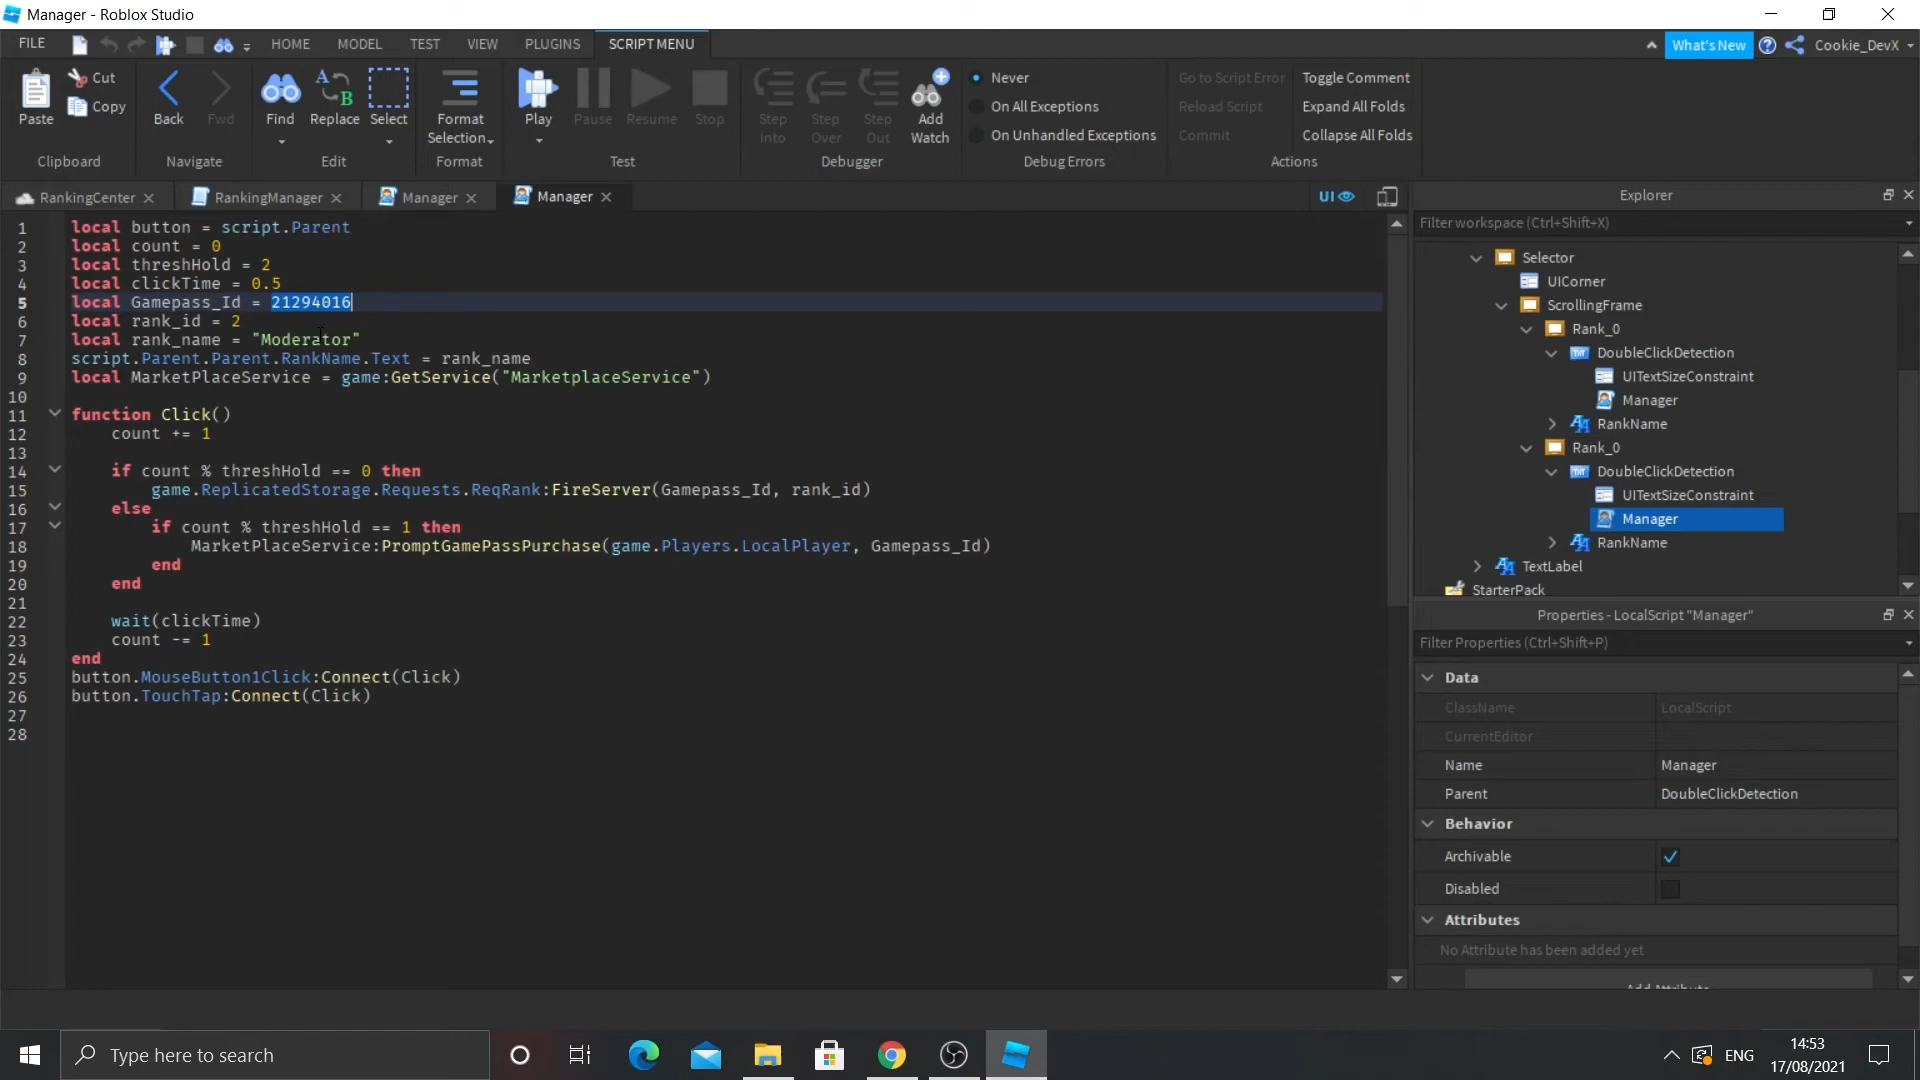 Manager - Roblox Studio
FILE HOME MODEL TEST VIEW PLUGINS SCRIPT MENU What's New Cookie_DevX
Paste Cut Copy Clipboard
Back Fwd Navigate
Find Replace Select Edit
Format Selection Format
Play Pause Resume Stop Test
Step Into Step Over Step Out Add Watch Debugger
Never
On All Exceptions
On Unhandled Exceptions
Debug Errors
Go to Script Error Toggle Comment
Reload Script Expand All Folds
Commit Collapse All Folds
Actions
RankingCenter RankingManager Manager Manager UI
1 local button = script.Parent
2 local count = 0
3 local threshHold = 2
4 local clickTime = 0.5
5 local Gamepass_Id = 21294016
6 local rank_id = 2
7 local rank_name = "Moderator"
8 script.Parent.Parent.RankName.Text = rank_name
9 local MarketPlaceService = game:GetService("MarketplaceService")
10
11 function Click()
12 count += 1
13
14 if count % threshHold == 0 then
15 game.ReplicatedStorage.Requests.ReqRank:FireServer(Gamepass_Id, rank_id)
16 else
17 if count % threshHold == 1 then
18 MarketPlaceService:PromptGamePassPurchase(game.Players.LocalPlayer, Gamepass_Id)
19 end
20 end
21
22 wait(clickTime)
23 count -= 1
24 end
25 button.MouseButton1Click:Connect(Click)
26 button.TouchTap:Connect(Click)
27
28
Explorer
Filter workspace (Ctrl+Shift+X)
Selector
UICorner
ScrollingFrame
Rank_0
DoubleClickDetection
UITextSizeConstraint
Manager
RankName
Rank_0
DoubleClickDetection
UITextSizeConstraint
Manager
RankName
TextLabel
StarterPack
Properties - LocalScript "Manager"
Filter Properties (Ctrl+Shift+P)
Data
ClassName LocalScript
CurrentEditor
Name Manager
Parent DoubleClickDetection
Behavior
Archivable
Disabled
Attributes
No Attribute has been added yet
Add Attribute
Type here to search
ENG
14:53
17/08/2021